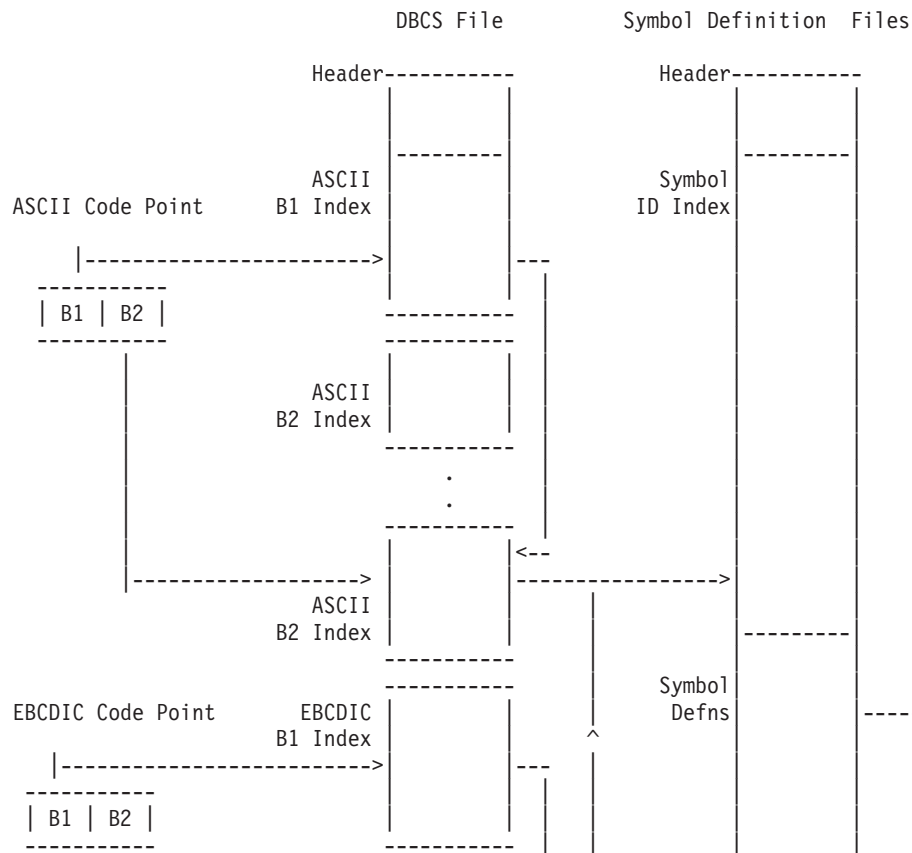 DBCS File Symbol Definition Files
Header Header
ASCII Symbol
ASCII Code Point B1 Index ID Index
B1 B2
ASCII
B2 Index
.
.
ASCII
B2 Index
Symbol
EBCDIC Code Point EBCDIC Defns
B1 Index
B1 B2